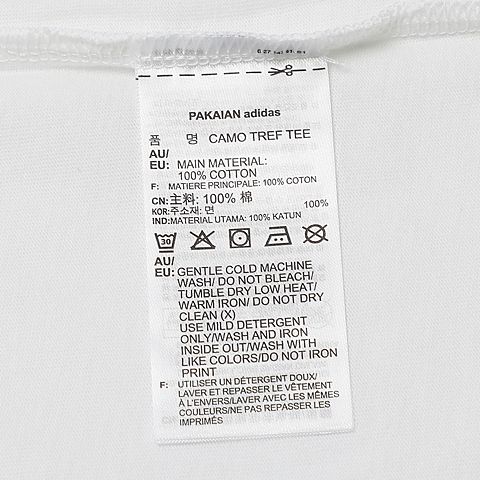 PAKAIAN adidas
품 명 CAMO TREF TEE
AU/
EU: MAIN MATERIAL:
100% COTTON
F: MATIERE PRINCIPALE: 100% COTON
CN: 主料: 100% 棉
KOR: 주소재: 면 100%
IND: MATERIAL UTAMA: 100% KATUN
30
AU/
EU: GENTLE COLD MACHINE
WASH/ DO NOT BLEACH/
TUMBLE DRY LOW HEAT/
WARM IRON/ DO NOT DRY
CLEAN (X)
USE MILD DETERGENT
ONLY/WASH AND IRON
INSIDE OUT/WASH WITH
LIKE COLORS/DO NOT IRON
PRINT
F: UTILISER UN DÉTERGENT DOUX/
LAVER ET REPASSER LE VÊTEMENT
À L'ENVERS/LAVER AVEC LES MÊMES
COULEURS/NE PAS REPASSER LES
IMPRIMÉS